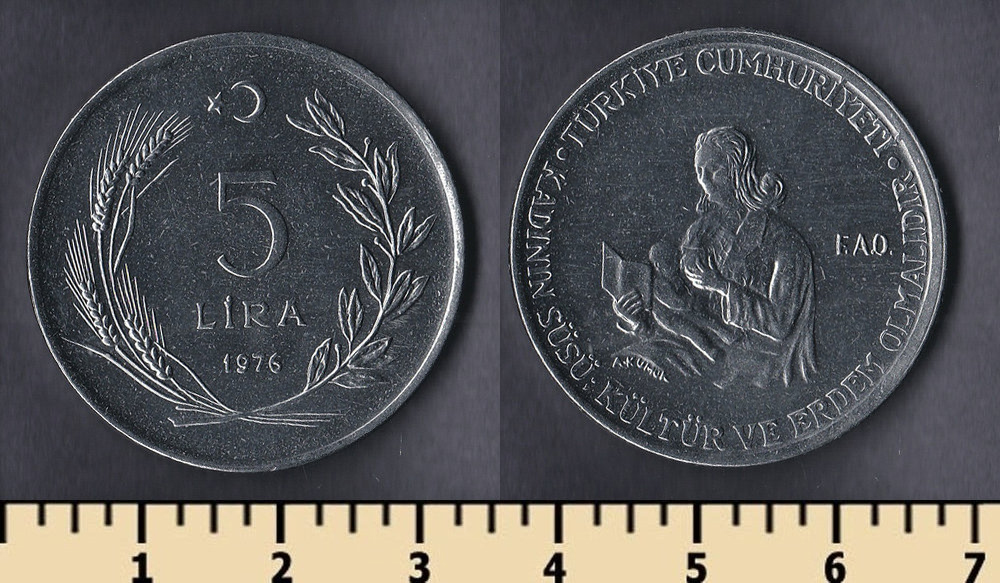 5
LİRA
1976
KADININ SÜSÜ; KÜLTÜR VE ERDEM OLMALIDIR
• TÜRKİYE CUMHURİYETİ •
F.A.O.
1 2 3 4 5 6 7